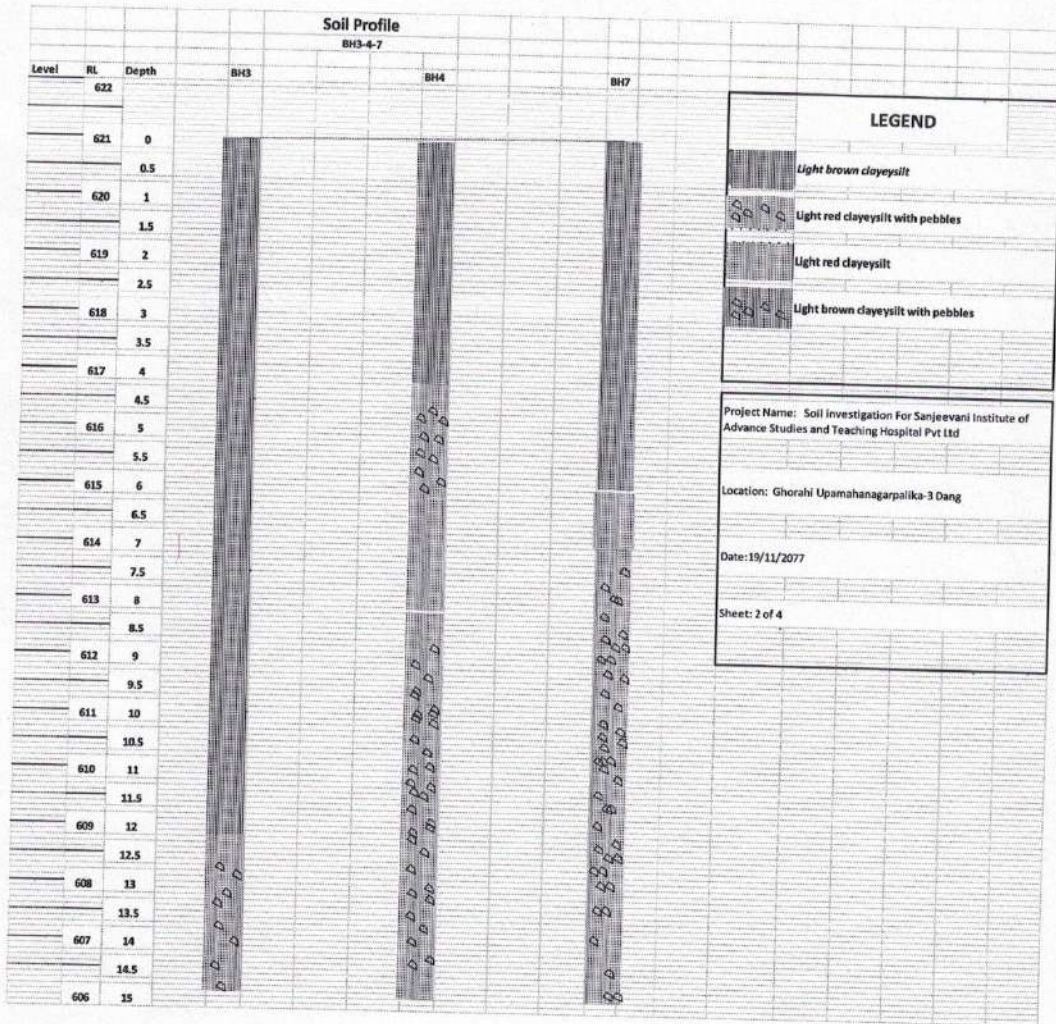 Soil Profile
BH3-4-7
Level RL Depth BH3 BH4 BH7
622
621 0
0.5
620 1
1.5
619 2
2.5
618 3
3.5
617 4
4.5
616 5
5.5
615 6
6.5
614 7
7.5
613 8
8.5
612 9
9.5
611 10
10.5
610 11
11.5
609 12
12.5
608 13
13.5
607 14
14.5
606 15
LEGEND
Light brown clayeysilt
Light red clayeysilt with pebbles
Light red clayeysilt
Light brown clayeysilt with pebbles
Project Name: Soil Investigation For Sanjeevani Institute of
Advance Studies and Teaching Hospital Pvt Ltd
Location: Ghorahi Upamahanagarpalika-3 Dang
Date:19/11/2077
Sheet: 2 of 4